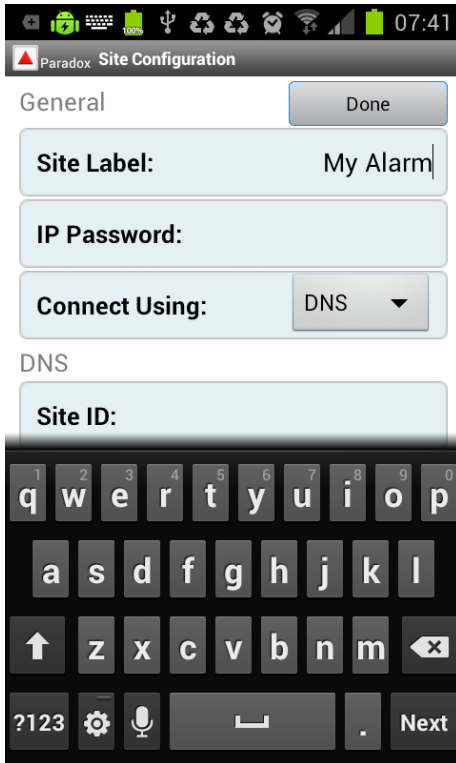 100%
07:41
Paradox Site Configuration
General
Done
Site Label: My Alarm
IP Password:
Connect Using: DNS
DNS
Site ID:
1 2 3 4 5 6 7 8 9 0
q w e r t y u i o p
a s d f g h j k l
z x c v b n m
?123 . Next